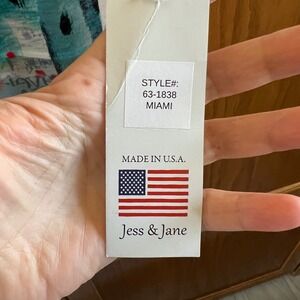 STYLE#:
63-1838
MIAMI
MADE IN U.S.A.
Jess & Jane